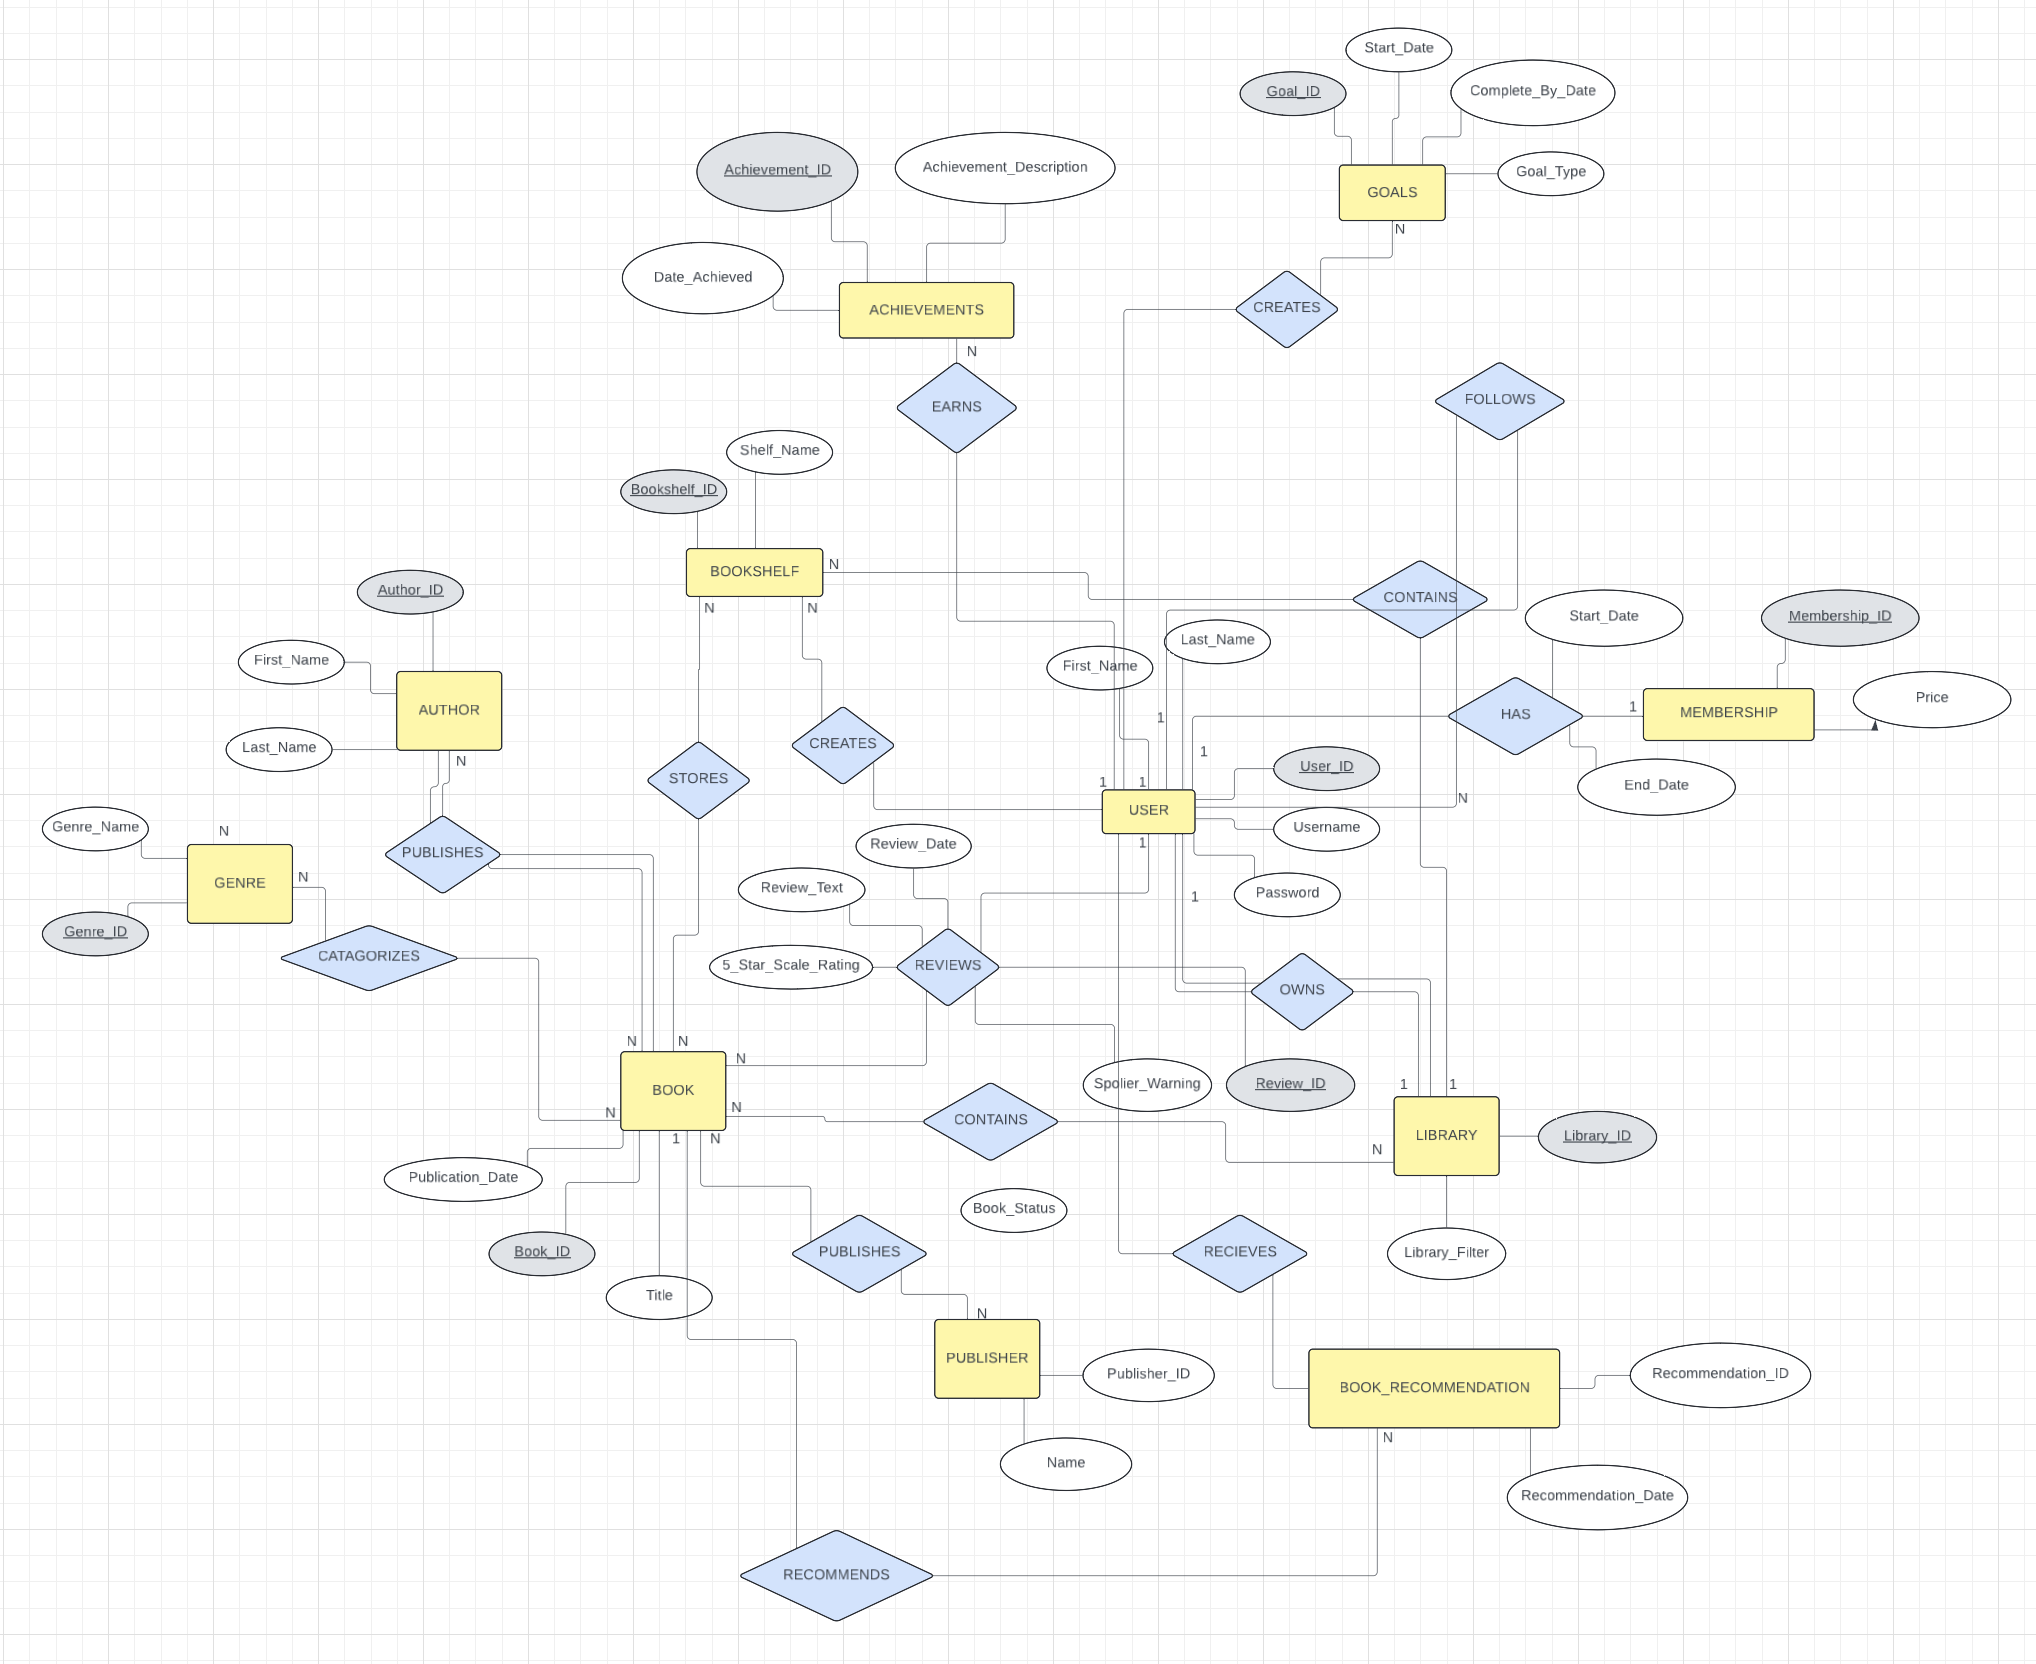 Start_Date
Goal_ID
Complete_By_Date
Achievement_ID
Achievement_Description
Goal_Type
GOALS
N
Date_Achieved
ACHIEVEMENTS
CREATES
N
EARNS
FOLLOWS
Shelf_Name
Bookshelf_ID
BOOKSHELF
N
CONTAINS
N
N
Author_ID
Start_Date
Membership_ID
First_Name
Last_Name
First_Name
AUTHOR
HAS
1
MEMBERSHIP
Price
1
Last_Name
N
CREATES
1
STORES
User_ID
End_Date
1
1
USER
N
Genre_Name
N
Username
PUBLISHES
Review_Date
1
GENRE
N
Review_Text
1
Password
Genre_ID
CATAGORIZES
5_Star_Scale_Rating
REVIEWS
OWNS
N
N
N
BOOK
Spolier_Warning
Review_ID
1
1
N
N
CONTAINS
LIBRARY
Library_ID
1
N
N
Publication_Date
Book_Status
Book_ID
PUBLISHES
RECIEVES
Library_Filter
Title
N
PUBLISHER
Publisher_ID
BOOK_RECOMMENDATION
Recommendation_ID
N
Name
Recommendation_Date
RECOMMENDS